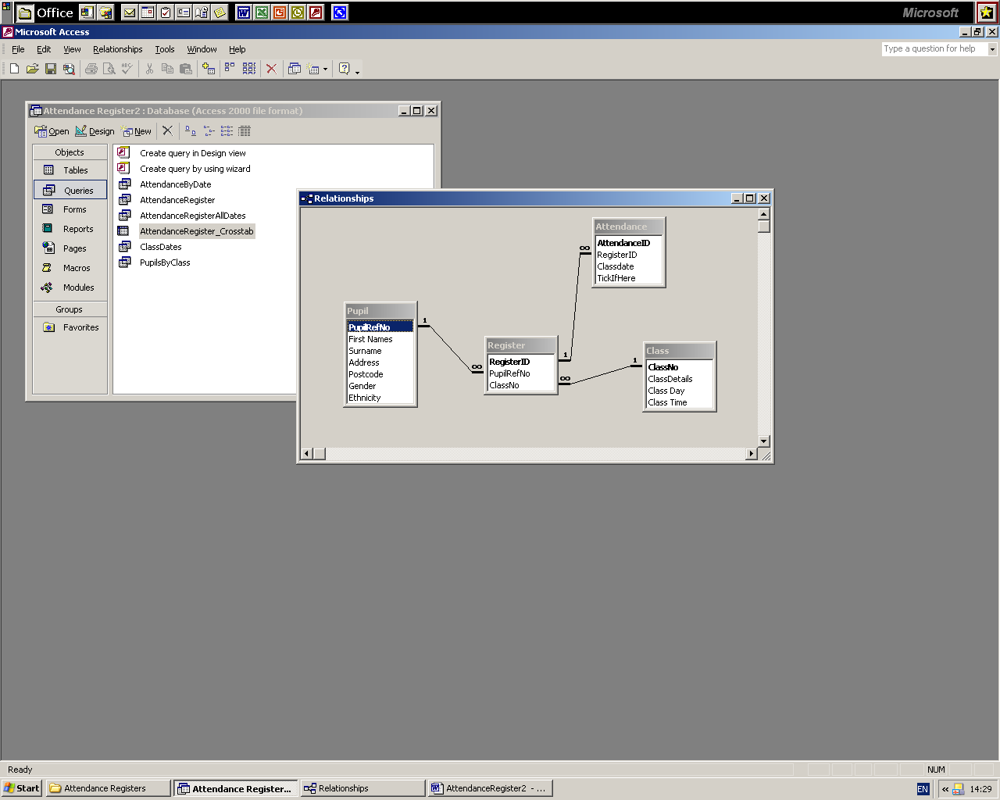 Office
Microsoft
Microsoft Access
File Edit View Relationships Tools Window Help
Type a question for help
Attendance Register2 : Database (Access 2000 file format)
Open Design New
Objects
Tables
Queries
Forms
Reports
Pages
Macros
Modules
Groups
Favorites
Create query in Design view
Create query by using wizard
AttendanceByDate
AttendanceRegister
AttendanceRegisterAllDates
AttendanceRegister_Crosstab
ClassDates
PupilsByClass
Relationships
Attendance
AttendanceID
RegisterID
Classdate
TickIfHere
Pupil
PupilRefNo
First Names
Surname
Address
Postcode
Gender
Ethnicity
1
∞
Register
RegisterID
PupilRefNo
ClassNo
1
∞
∞
1
Class
ClassNo
ClassDetails
Class Day
Class Time
Ready
NUM
Start
Attendance Registers
Attendance Register...
Relationships
AttendanceRegister2 - ...
EN
«
14:29